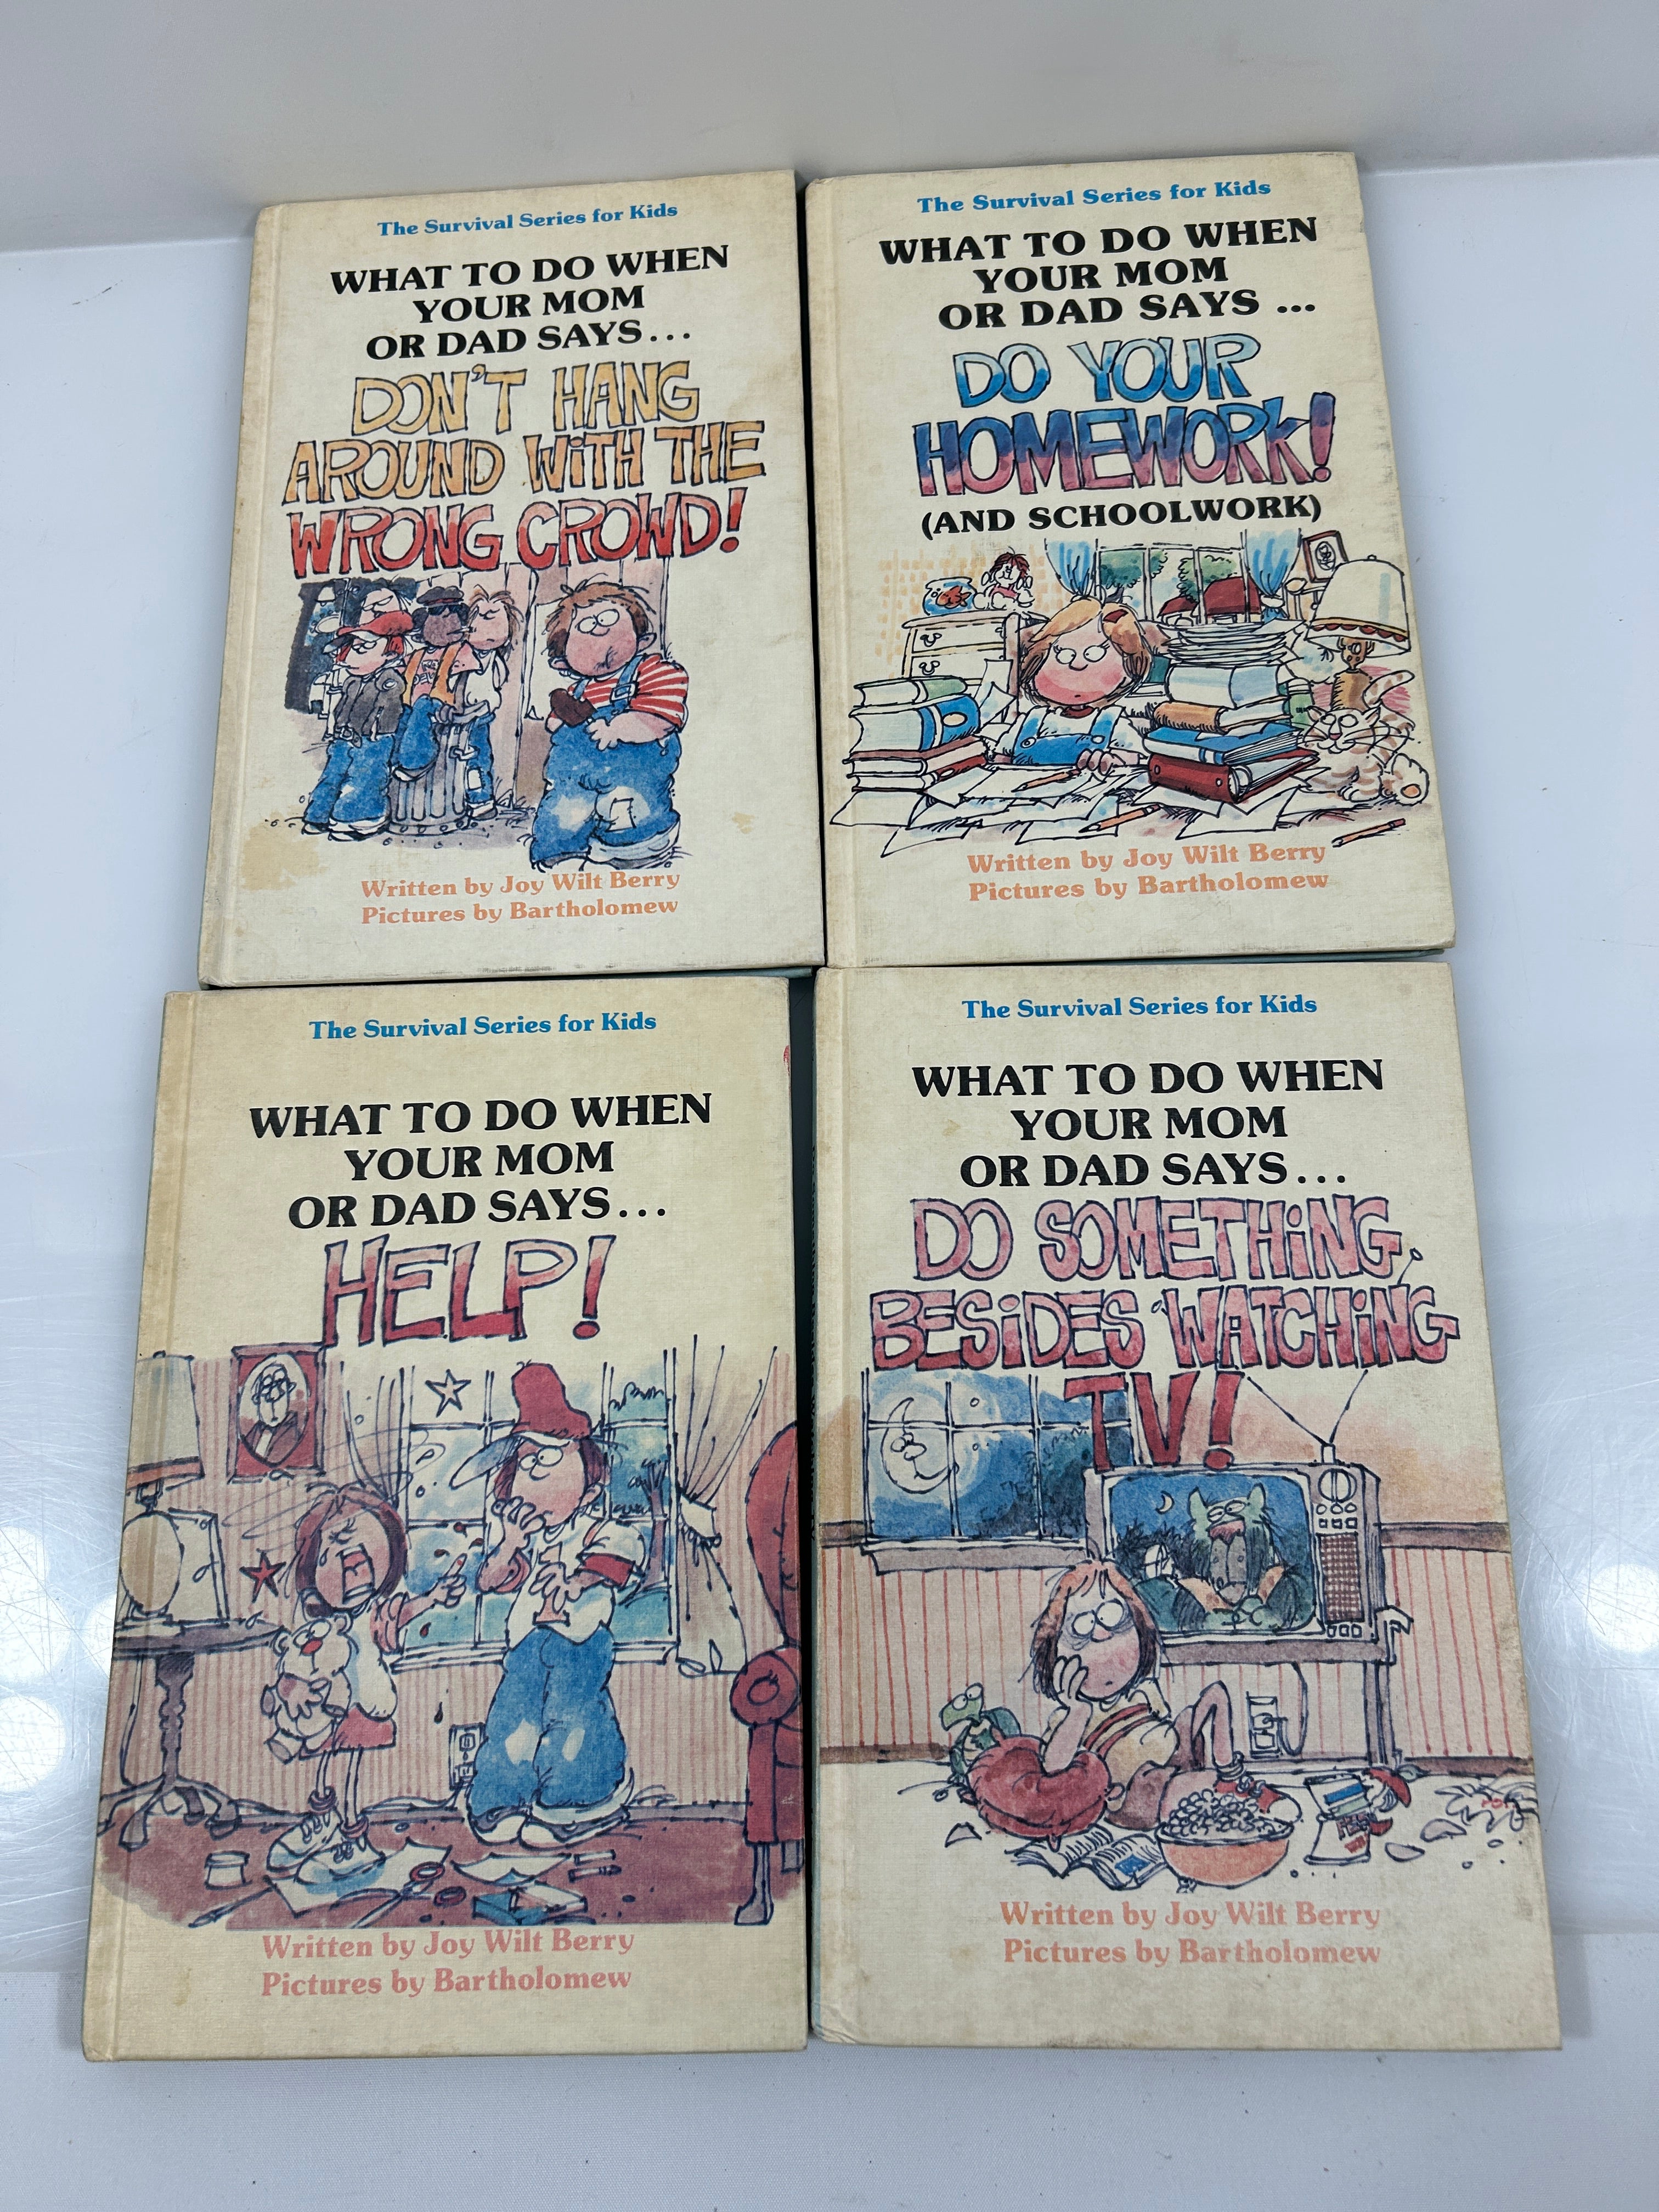 The Survival Series for Kids
WHAT TO DO WHEN
YOUR MOM
OR DAD SAYS...
DON'T HANG
AROUND WiTH THE
WRONG CROWD!
Written by Joy Wilt Berry
Pictures by Bartholomew
The Survival Series for Kids
WHAT TO DO WHEN
YOUR MOM
OR DAD SAYS ...
DO YOUR
HOMEWORK!
(AND SCHOOLWORK)
Written by Joy Wilt Berry
Pictures by Bartholomew
The Survival Series for Kids
WHAT TO DO WHEN
YOUR MOM
OR DAD SAYS...
HELP!
Written by Joy Wilt Berry
Pictures by Bartholomew
The Survival Series for Kids
WHAT TO DO WHEN
YOUR MOM
OR DAD SAYS...
DO SOMETHiNG
BESiDES WATCHiNG
TV!
Written by Joy Wilt Berry
Pictures by Bartholomew